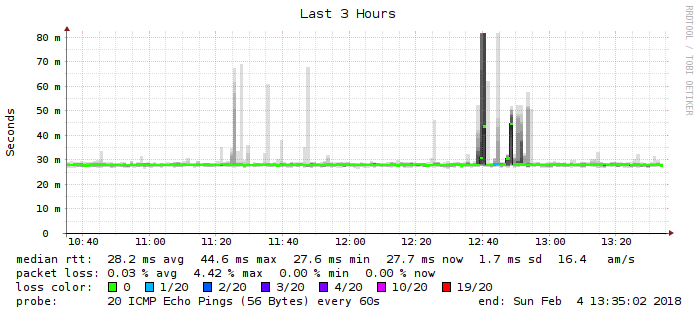 Last 3 Hours
RRDTOOL / TOBI OETIKER
Seconds
80 m
70 m
60 m
50 m
40 m
30 m
20 m
10 m
0
10:40 11:00 11:20 11:40 12:00 12:20 12:40 13:00 13:20
median rtt: 28.2 ms avg 44.6 ms max 27.6 ms min 27.7 ms now 1.7 ms sd 16.4 am/s
packet loss: 0.03 % avg 4.42 % max 0.00 % min 0.00 % now
loss color: 0 1/20 2/20 3/20 4/20 10/20 19/20
probe: 20 ICMP Echo Pings (56 Bytes) every 60s end: Sun Feb 4 13:35:02 2018